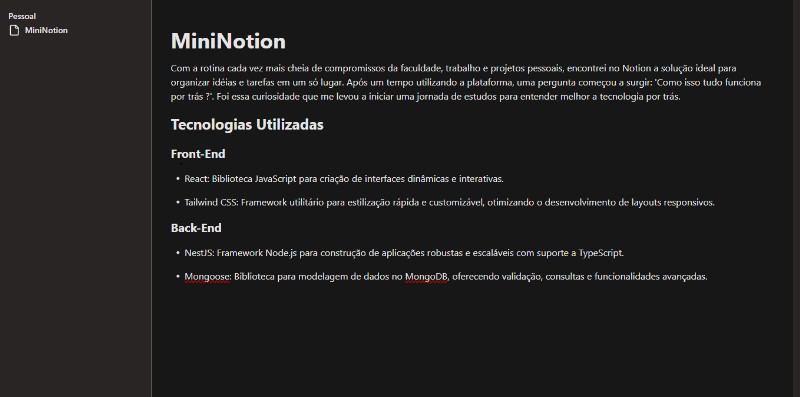 Pessoal
MiniNotion
MiniNotion
Com a rotina cada vez mais cheia de compromissos da faculdade, trabalho e projetos pessoais, encontrei no Notion a solução ideal para
organizar idéias e tarefas em um só lugar. Após um tempo utilizando a plataforma, uma pergunta começou a surgir: 'Como isso tudo funciona
por trás ?'. Foi essa curiosidade que me levou a iniciar uma jornada de estudos para entender melhor a tecnologia por trás.
Tecnologias Utilizadas
Front-End
• React: Biblioteca JavaScript para criação de interfaces dinâmicas e interativas.
• Tailwind CSS: Framework utilitário para estilização rápida e customizável, otimizando o desenvolvimento de layouts responsivos.
Back-End
• NestJS: Framework Node.js para construção de aplicações robustas e escaláveis com suporte a TypeScript.
• Mongoose: Biblioteca para modelagem de dados no MongoDB, oferecendo validação, consultas e funcionalidades avançadas.